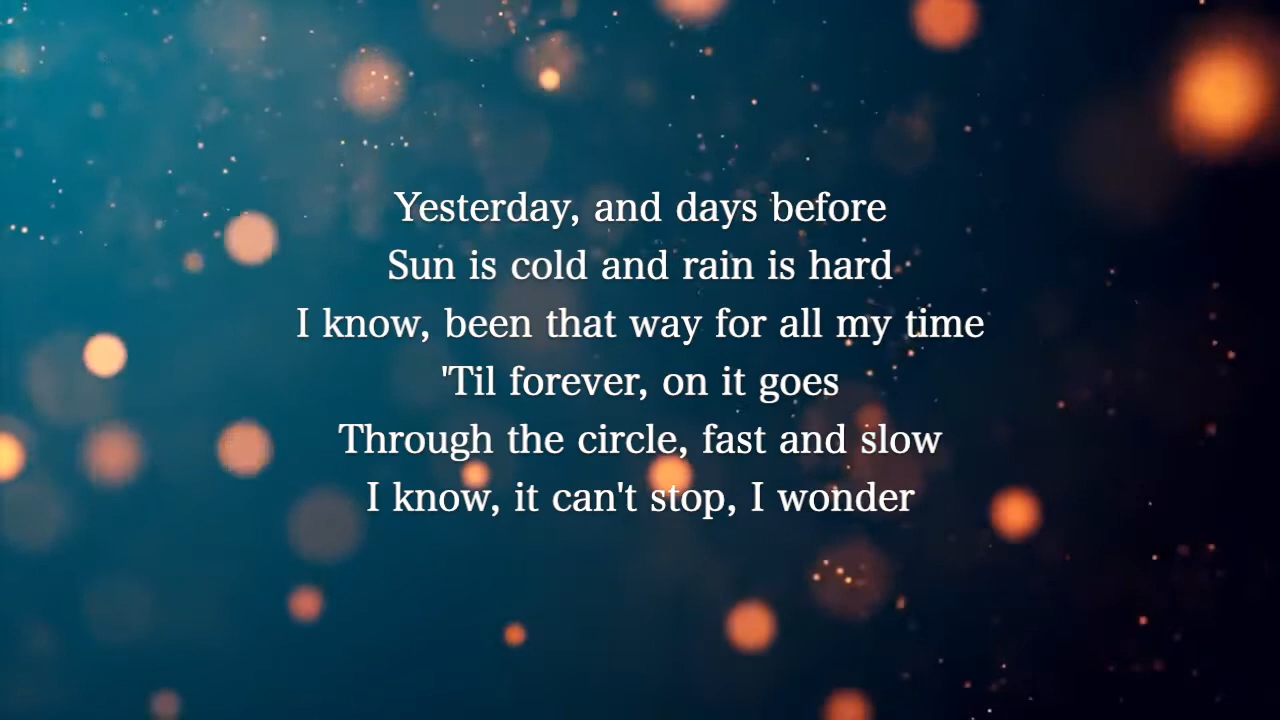 Yesterday, and days before
Sun is cold and rain is hard
I know, been that way for all my time
'Til forever, on it goes
Through the circle, fast and slow
I know, it can't stop, I wonder